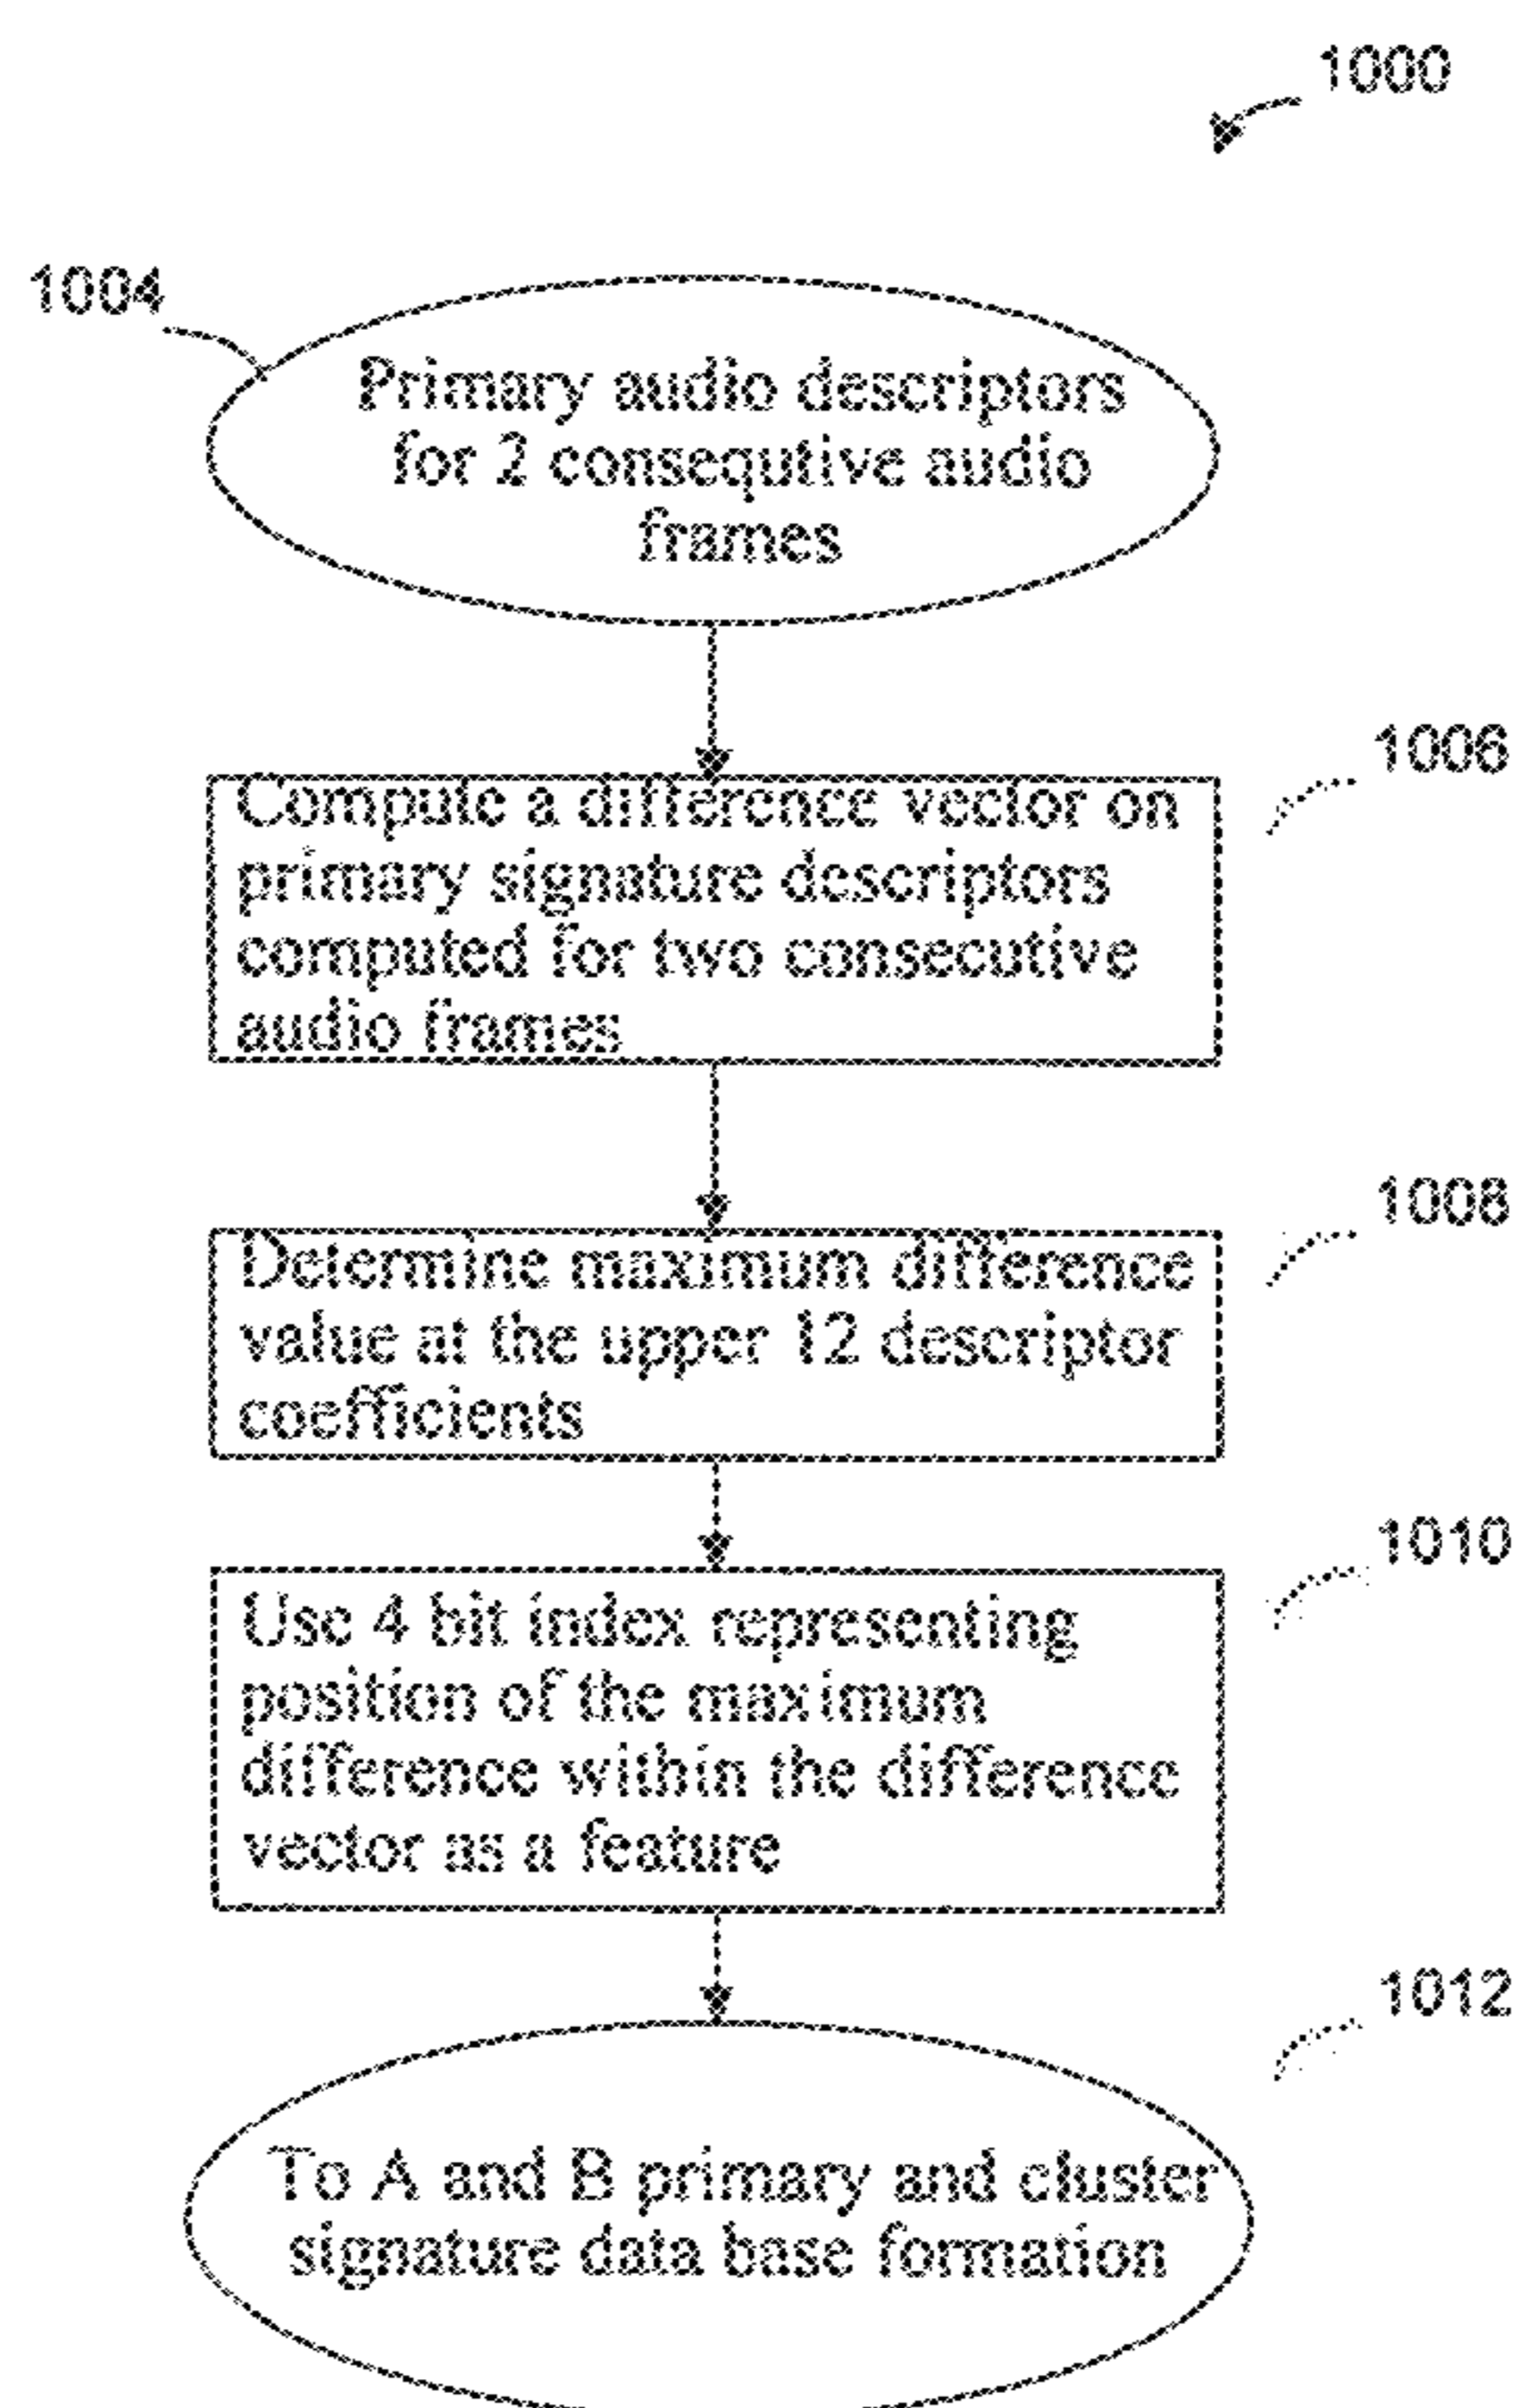 1000
1004
Primary audio descriptors
for 2 consequtive audio
frames
1006
Compute a difference vector on
primary signature descriptors
computed for two consecutive
audio frames
1008
Determine maximum difference
value at the upper 12 descriptor
coefficients
1010
Use 4 bit index representing
position of the maximum
difference within the difference
vector as a feature
1012
To A and B primary and cluster
signature data base formation